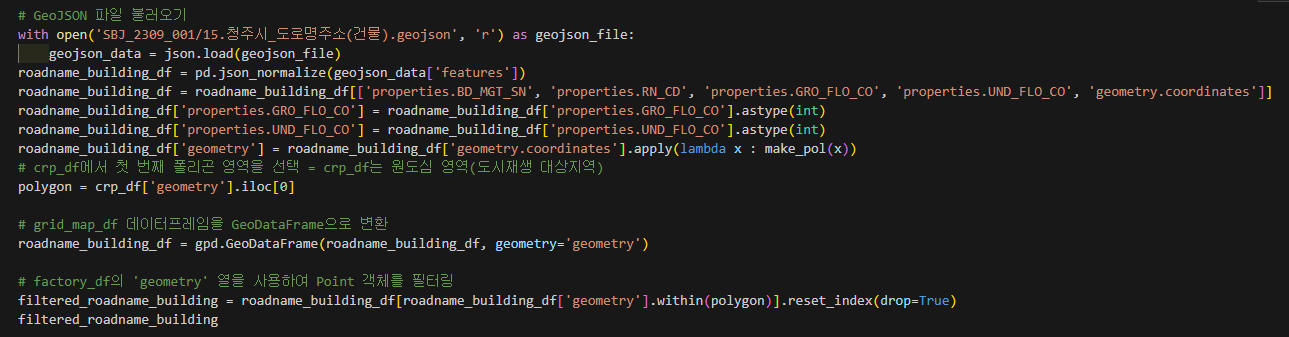 # GeoJSON 파일 불러오기
with open('SBJ_2309_001/15.청주시_도로명주소(건물).geojson', 'r') as geojson_file:
    geojson_data = json.load(geojson_file)
roadname_building_df = pd.json_normalize(geojson_data['features'])
roadname_building_df = roadname_building_df[['properties.BD_MGT_SN', 'properties.RN_CD', 'properties.GRO_FLO_CO', 'properties.UND_FLO_CO', 'geometry.coordinates']]
roadname_building_df['properties.GRO_FLO_CO'] = roadname_building_df['properties.GRO_FLO_CO'].astype(int)
roadname_building_df['properties.UND_FLO_CO'] = roadname_building_df['properties.UND_FLO_CO'].astype(int)
roadname_building_df['geometry'] = roadname_building_df['geometry.coordinates'].apply(lambda x : make_pol(x))
# crp_df에서 첫 번째 폴리곤 영역을 선택 = crp_df는 원도심 영역(도시재생 대상지역)
polygon = crp_df['geometry'].iloc[0]

# grid_map_df 데이터프레임을 GeoDataFrame으로 변환
roadname_building_df = gpd.GeoDataFrame(roadname_building_df, geometry='geometry')

# factory_df의 'geometry' 열을 사용하여 Point 객체를 필터링
filtered_roadname_building = roadname_building_df[roadname_building_df['geometry'].within(polygon)].reset_index(drop=True)
filtered_roadname_building